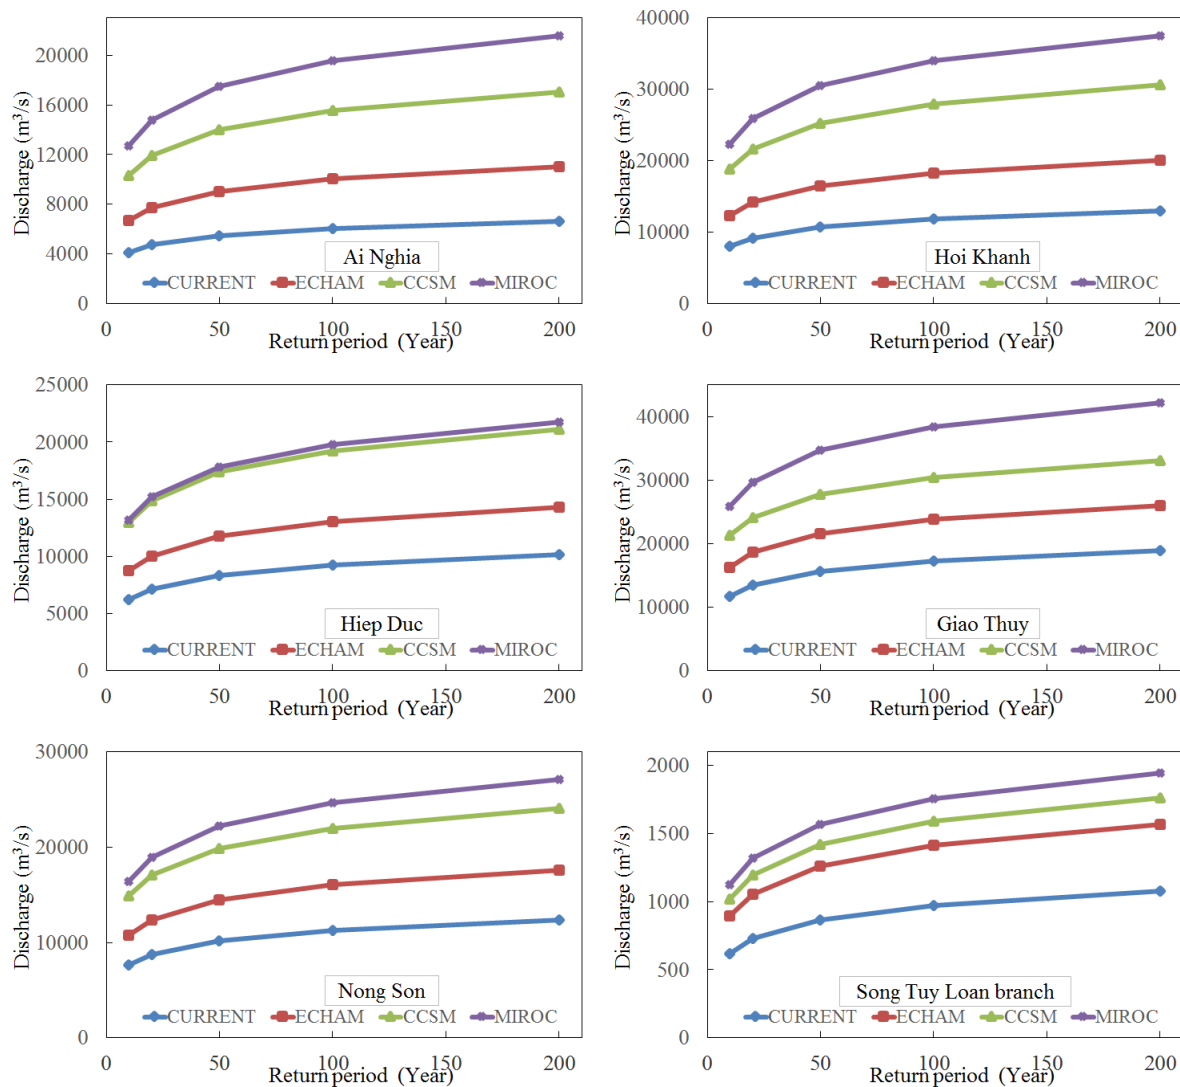 20000
16000
12000
8000
4000
0
Discharge (m³/s)
Ai Nghia
CURRENT ECHAM CCSM MIROC
0 50 100 150 200
Return period (Year)
40000
30000
20000
10000
0
Discharge (m³/s)
Hoi Khanh
CURRENT ECHAM CCSM MIROC
0 50 100 150 200
Return period (Year)
25000
20000
15000
10000
5000
0
Discharge (m³/s)
Hiep Duc
CURRENT ECHAM CCSM MIROC
0 50 100 150 200
Return period (Year)
40000
30000
20000
10000
0
Discharge (m³/s)
Giao Thuy
CURRENT ECHAM CCSM MIROC
0 50 100 150 200
Return period (Year)
30000
20000
10000
0
Discharge (m³/s)
Nong Son
CURRENT ECHAM CCSM MIROC
0 50 100 150 200
Return period (Year)
2000
1500
1000
500
0
Discharge (m³/s)
Song Tuy Loan branch
CURRENT ECHAM CCSM MIROC
0 50 100 150 200
Return period (Year)